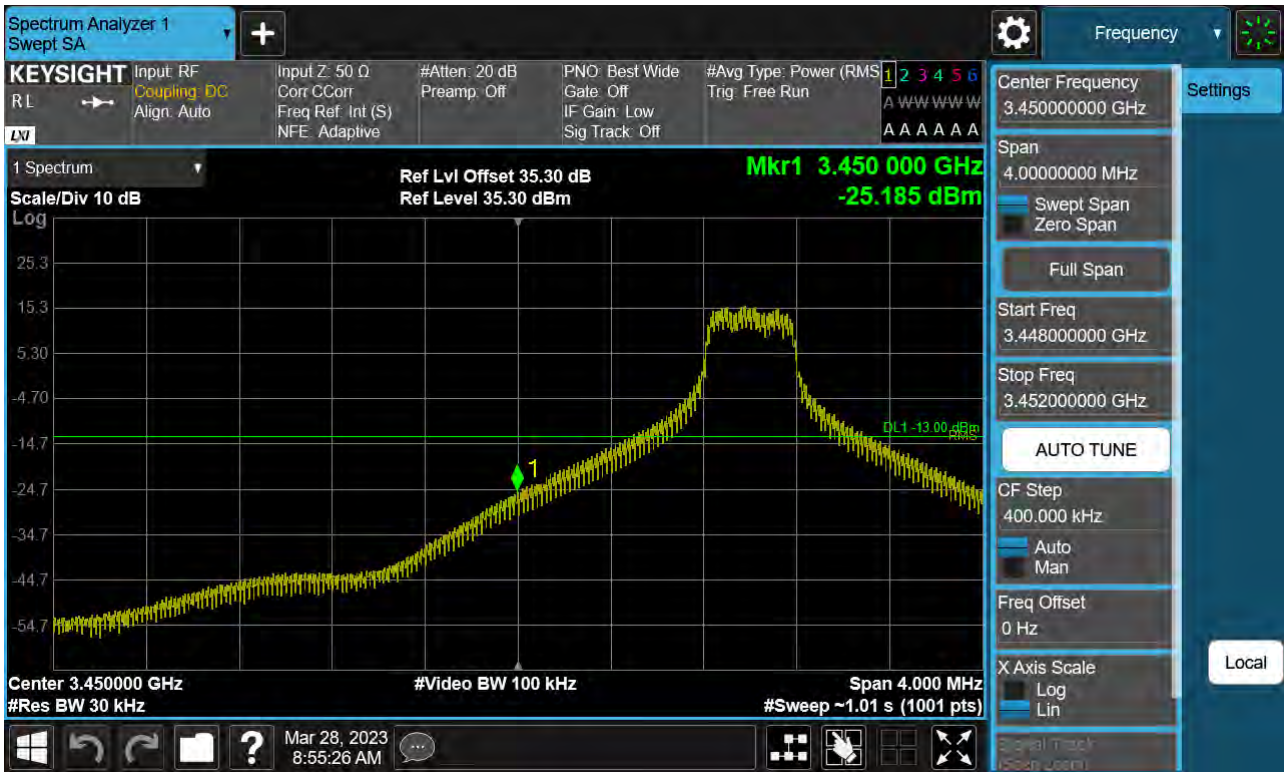 Spectrum Analyzer 1
Swept SA
+
Frequency
KEYSIGHT
RL
LXI
Input: RF
Coupling: DC
Align: Auto
Input Z: 50 Ω
Corr CCorr
Freq Ref: Int (S)
NFE: Adaptive
#Atten: 20 dB
Preamp: Off
PNO: Best Wide
Gate: Off
IF Gain: Low
Sig Track: Off
#Avg Type: Power (RMS
Trig: Free Run
1 2 3 4 5 6
A W W W W W
A A A A A A
1 Spectrum
Scale/Div 10 dB
Log
Ref Lvl Offset 35.30 dB
Ref Level 35.30 dBm
Mkr1 3.450 000 GHz
-25.185 dBm
25.3
15.3
5.30
-4.70
-14.7
-24.7
-34.7
-44.7
-54.7
1
DL1 -13.00 dBm
RMS
Center 3.450000 GHz
#Res BW 30 kHz
#Video BW 100 kHz
Span 4.000 MHz
#Sweep ~1.01 s (1001 pts)
Center Frequency
3.450000000 GHz
Settings
Span
4.00000000 MHz
Swept Span
Zero Span
Full Span
Start Freq
3.448000000 GHz
Stop Freq
3.452000000 GHz
AUTO TUNE
CF Step
400.000 kHz
Auto
Man
Freq Offset
0 Hz
X Axis Scale
Log
Lin
Signal Track
(Span Zoom)
Local
?
Mar 28, 2023
8:55:26 AM